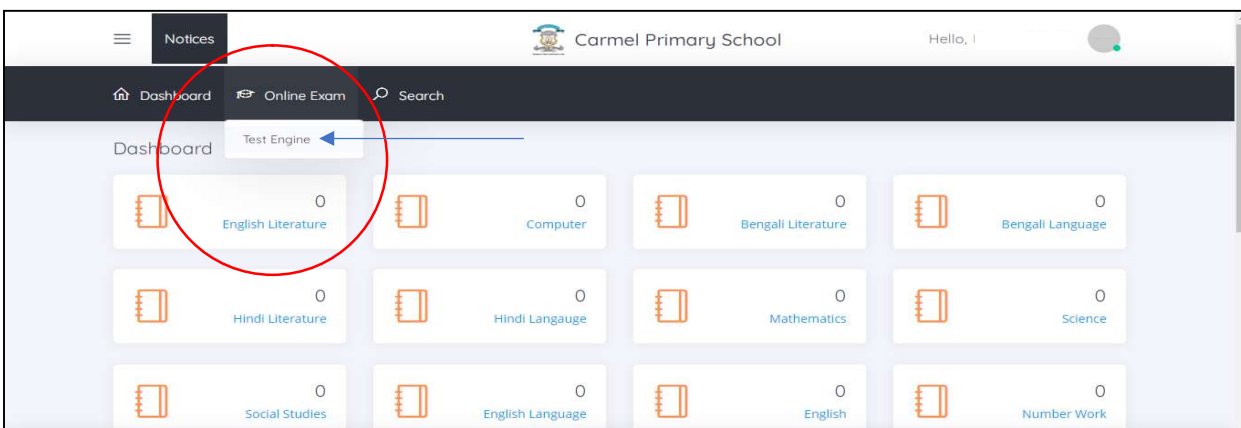 Notices
Carmel Primary School
Hello,
Dashboard Online Exam Search
Test Engine
Dashboard
0 0 0 0
English Literature Computer Bengali Literature Bengali Language
0 0 0 0
Hindi Literature Hindi Langauge Mathematics Science
0 0 0 0
Social Studies English Language English Number Work